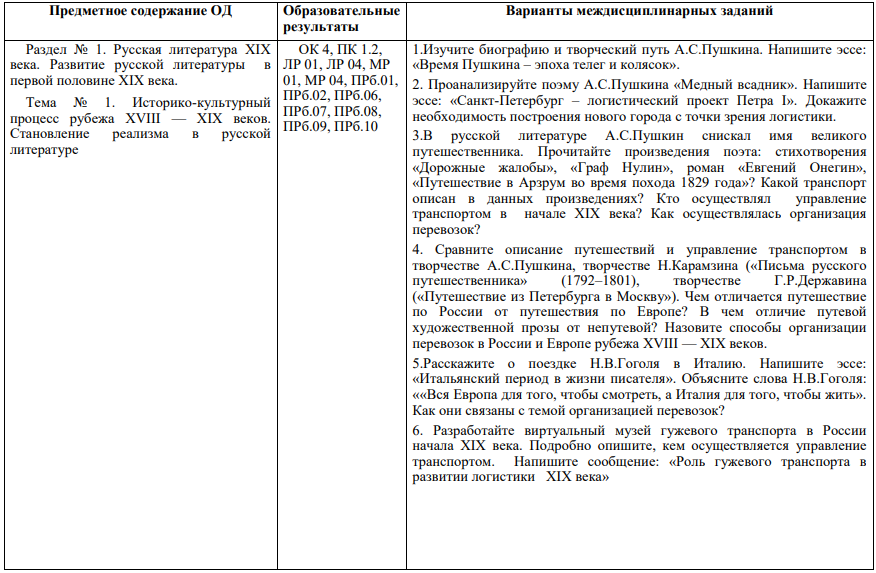 Предметное содержание ОД
Образовательные
результаты
Варианты междисциплинарных заданий
Раздел № 1. Русская литература XIX
века. Развитие русской литературы в
первой половине XIX века.
Тема № 1. Историко-культурный
процесс рубежа XVIII — XIX веков.
Становление реализма в русской
литературе
ОК 4, ПК 1.2,
ЛР 01, ЛР 04, МР
01, МР 04, ПРб.01,
ПРб.02, ПРб.06,
ПРб.07, ПРб.08,
ПРб.09, ПРб.10
1.Изучите биографию и творческий путь А.С.Пушкина. Напишите эссе:
«Время Пушкина – эпоха телег и колясок».
2. Проанализируйте поэму А.С.Пушкина «Медный всадник». Напишите
эссе: «Санкт-Петербург – логистический проект Петра I». Докажите
необходимость построения нового города с точки зрения логистики.
3.В русской литературе А.С.Пушкин снискал имя великого
путешественника. Прочитайте произведения поэта: стихотворения
«Дорожные жалобы», «Граф Нулин», роман «Евгений Онегин»,
«Путешествие в Арзрум во время похода 1829 года»? Какой транспорт
описан в данных произведениях? Кто осуществлял управление
транспортом в начале XIX века? Как осуществлялась организация
перевозок?
4. Сравните описание путешествий и управление транспортом в
творчестве А.С.Пушкина, творчестве Н.Карамзина («Письма русского
путешественника» (1792–1801), творчестве Г.Р.Державина
(«Путешествие из Петербурга в Москву»). Чем отличается путешествие
по России от путешествия по Европе? В чем отличие путевой
художественной прозы от непутевой? Назовите способы организации
перевозок в России и Европе рубежа XVIII — XIX веков.
5.Расскажите о поездке Н.В.Гоголя в Италию. Напишите эссе:
«Итальянский период в жизни писателя». Объясните слова Н.В.Гоголя:
««Вся Европа для того, чтобы смотреть, а Италия для того, чтобы жить».
Как они связаны с темой организацией перевозок?
6. Разработайте виртуальный музей гужевого транспорта в России
начала XIX века. Подробно опишите, кем осуществляется управление
транспортом. Напишите сообщение: «Роль гужевого транспорта в
развитии логистики XIX века»